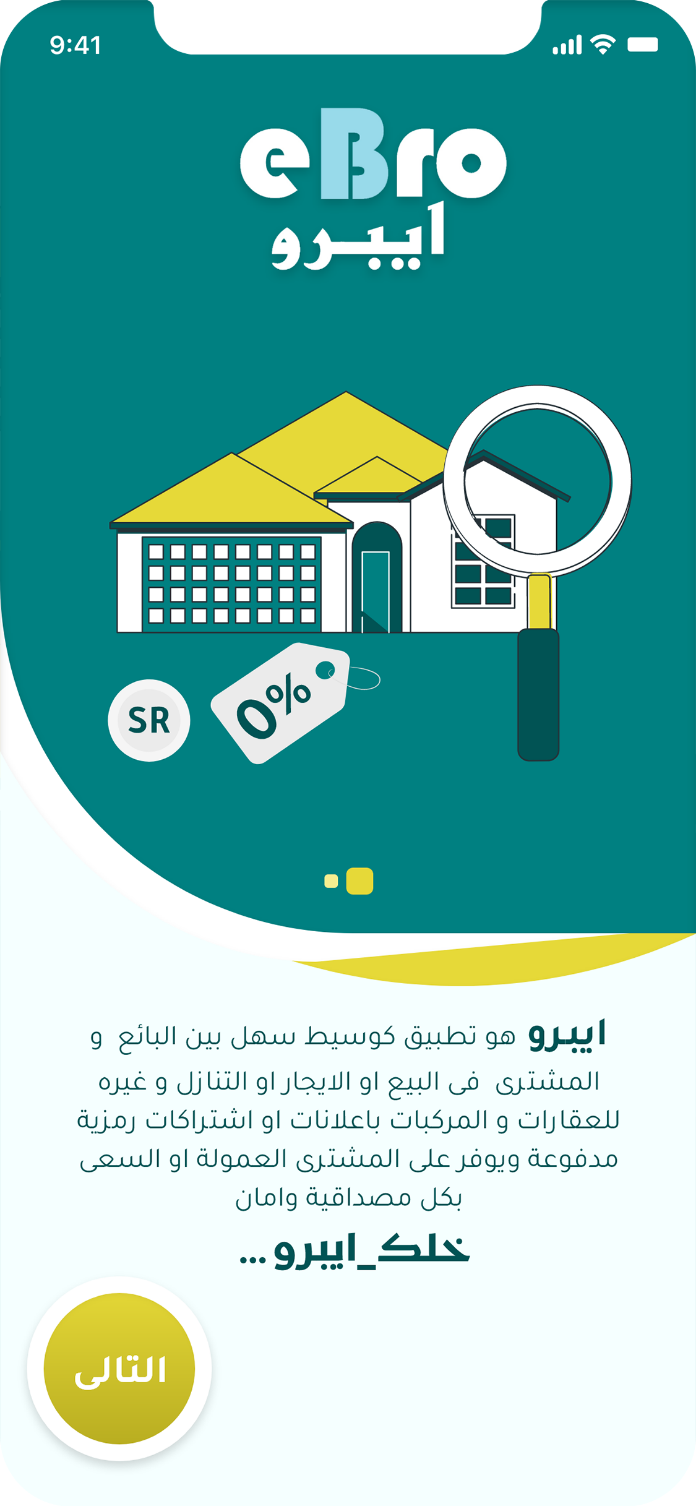 9:41
eBro
ايبرو
SR
0%
ايبرو هو تطبيق كوسيط سهل بين البائع و
المشترى فى البيع او الايجار او التنازل و غيره
للعقارات و المركبات باعلانات او اشتراكات رمزية
مدفوعة ويوفر على المشترى العمولة او السعى
بكل مصداقية وامان
خلك_ايبرو...
التالى